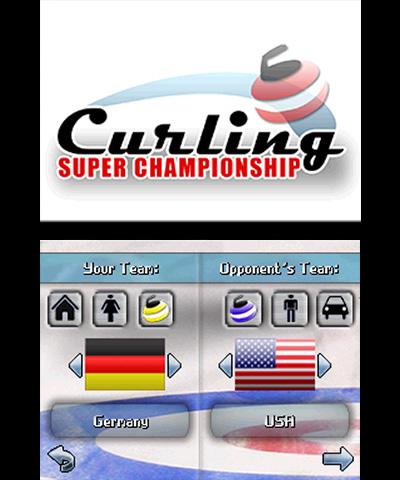 Curling
SUPER CHAMPIONSHIP
Your Team:
Opponent's Team:
Germany
USA